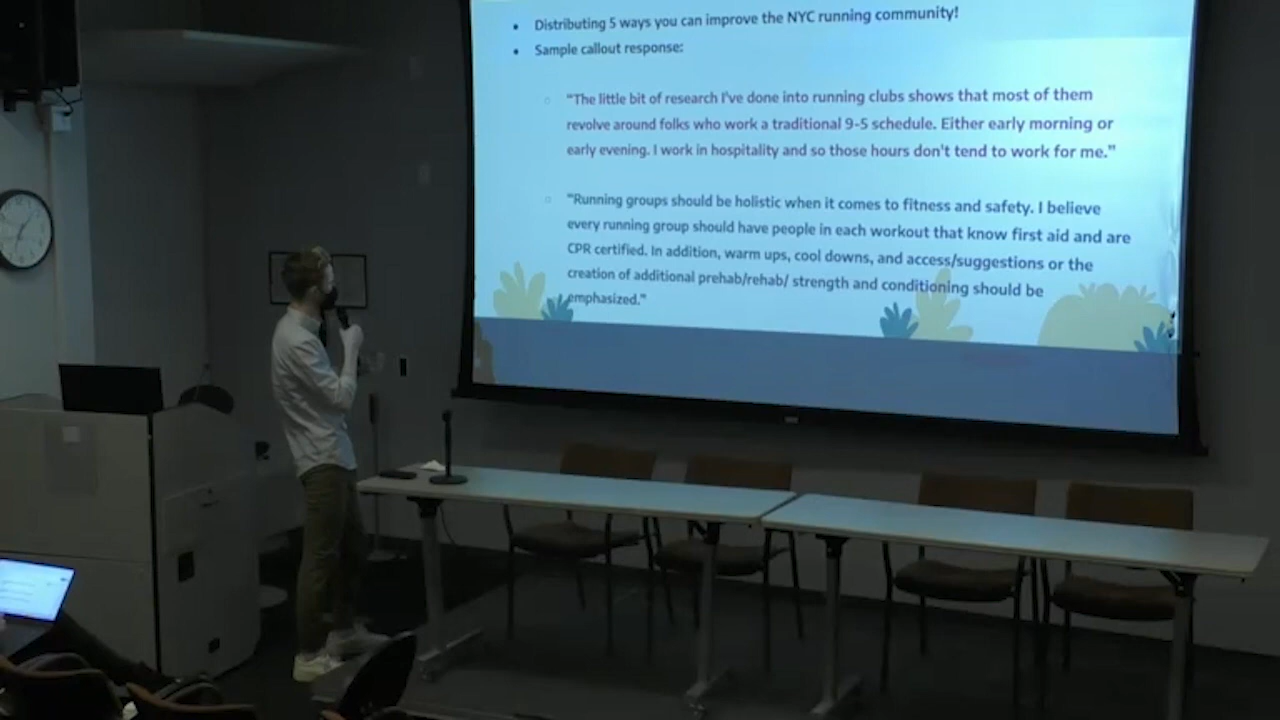 Distributing 5 ways you can improve the NYC running community!
Sample callout response:
"The little bit of research I've done into running clubs shows that most of them
revolve around folks who work a traditional 9-5 schedule. Either early morning or
early evening. I work in hospitality and so those hours don't tend to work for me."
"Running groups should be holistic when it comes to fitness and safety. I believe
every running group should have people in each workout that know first aid and are
CPR certified. In addition, warm ups, cool downs, and access/suggestions or the
creation of additional prehab/rehab/ strength and conditioning should be
emphasized."